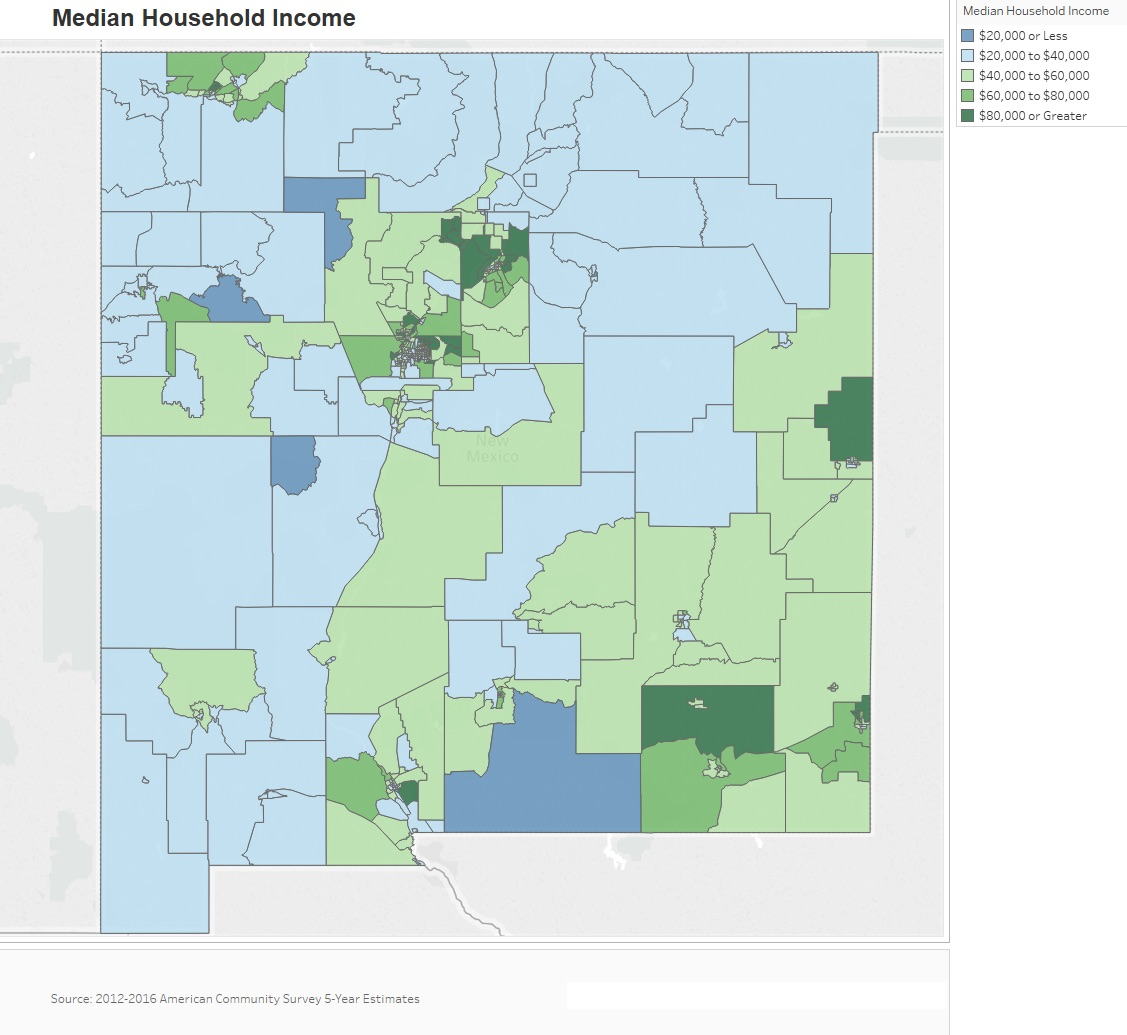 Median Household Income
Median Household Income
$20,000 or Less
$20,000 to $40,000
$40,000 to $60,000
$60,000 to $80,000
$80,000 or Greater
New
Mexico
Source: 2012-2016 American Community Survey 5-Year Estimates